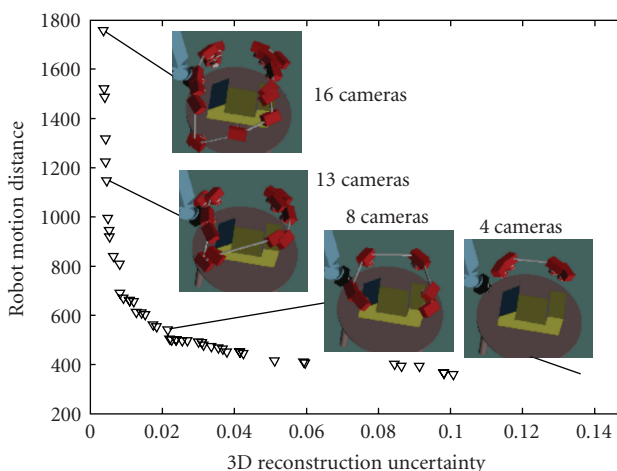 1800
1600
1400
1200
1000
800
600
400
200
0
0.02
0.04
0.06
0.08
0.1
0.12
0.14
Robot motion distance
3D reconstruction uncertainty
16 cameras
13 cameras
8 cameras
4 cameras